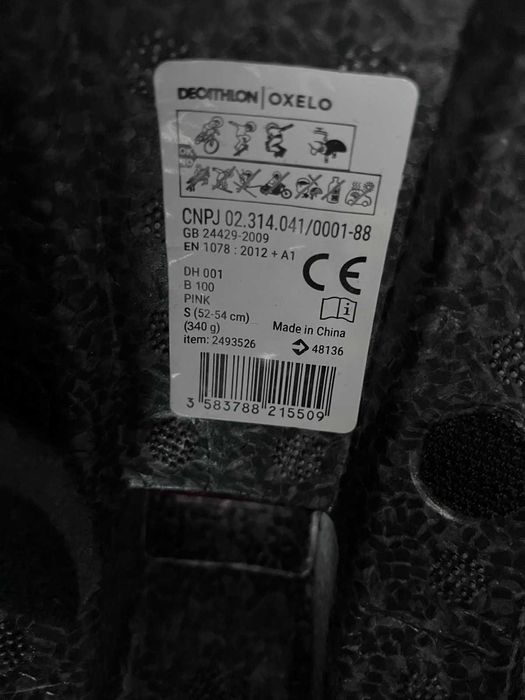 DECATHLON | OXELO
OK
NO
CNPJ 02.314.041/0001-88
GB 24429-2009
EN 1078 : 2012 + A1
CE
DH 001
B 100
PINK
S (52-54 cm)
(340 g)
item: 2493526
i
Made in China
48136
3 583788 215509